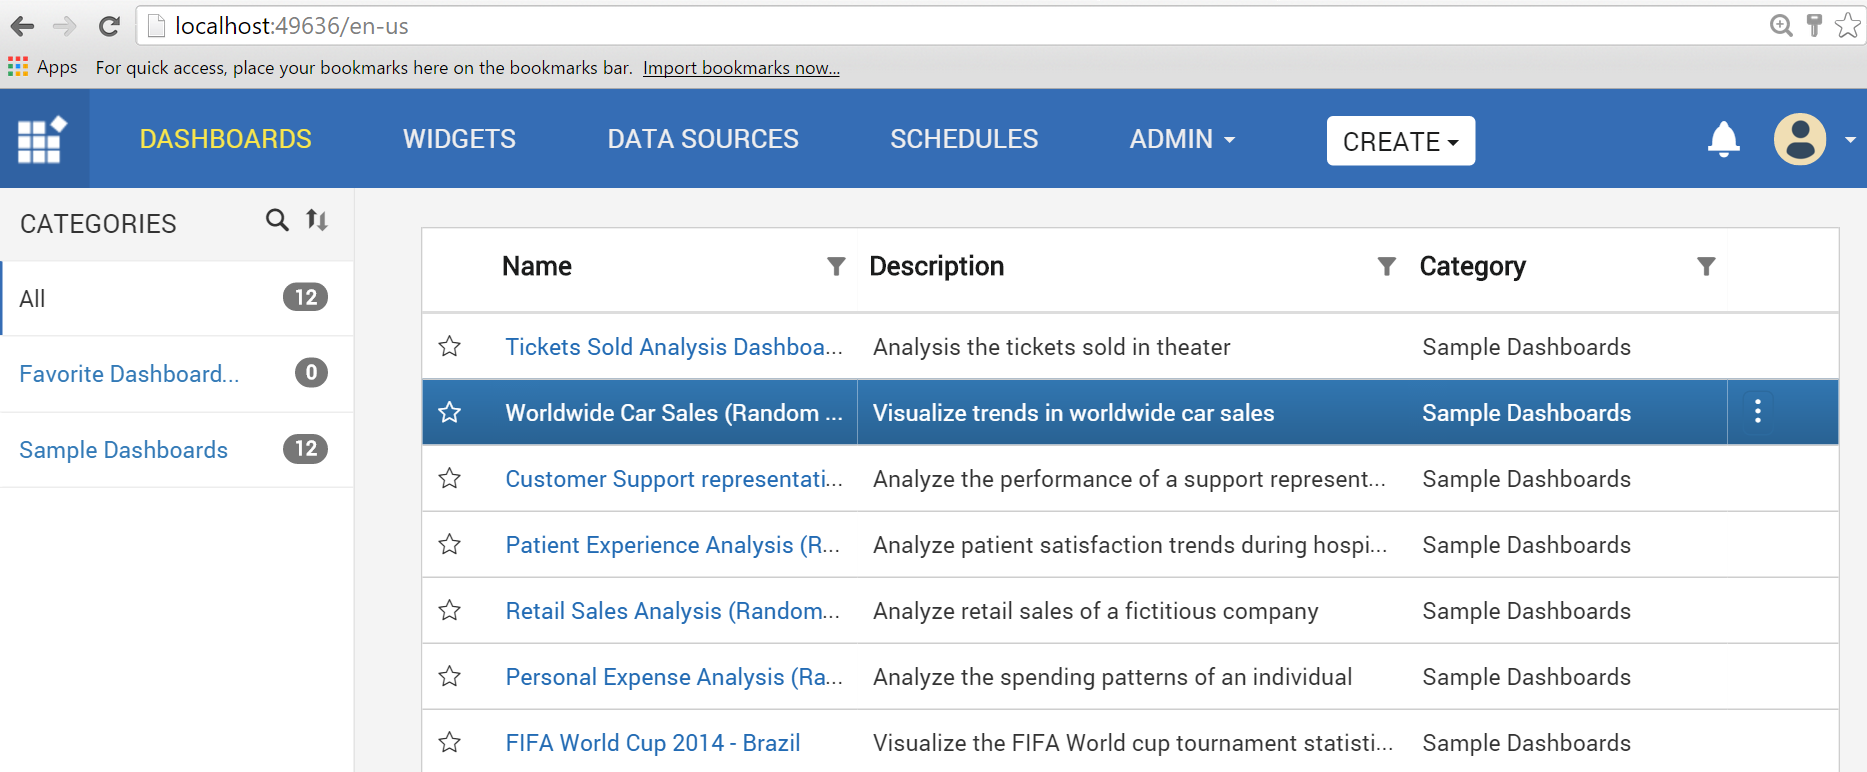 localhost:49636/en-us
Apps For quick access, place your bookmarks here on the bookmarks bar. Import bookmarks now...
DASHBOARDS WIDGETS DATA SOURCES SCHEDULES ADMIN CREATE
CATEGORIES
All 12
Favorite Dashboard... 0
Sample Dashboards 12
Name Description Category
Tickets Sold Analysis Dashboa... Analysis the tickets sold in theater Sample Dashboards
Worldwide Car Sales (Random ... Visualize trends in worldwide car sales Sample Dashboards
Customer Support representati... Analyze the performance of a support represent... Sample Dashboards
Patient Experience Analysis (R... Analyze patient satisfaction trends during hospi... Sample Dashboards
Retail Sales Analysis (Random... Analyze retail sales of a fictitious company Sample Dashboards
Personal Expense Analysis (Ra... Analyze the spending patterns of an individual Sample Dashboards
FIFA World Cup 2014 - Brazil Visualize the FIFA World cup tournament statisti... Sample Dashboards